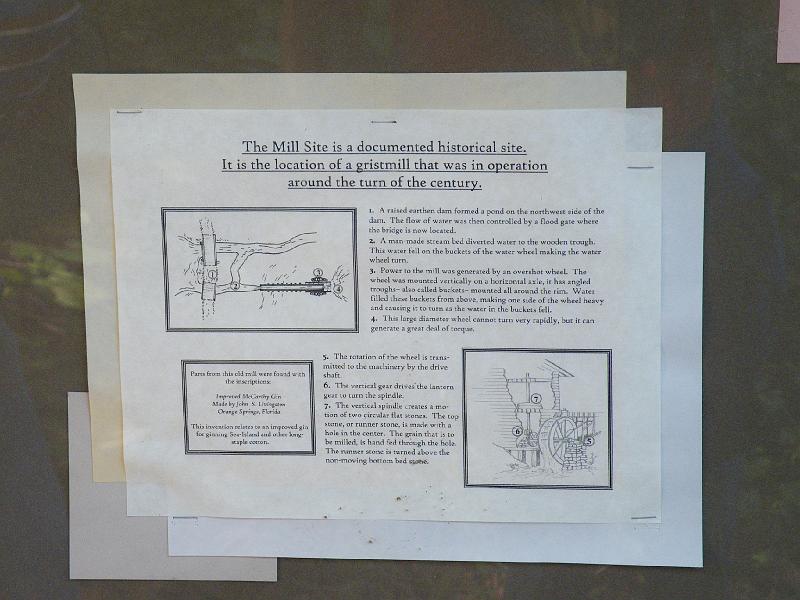 The Mill Site is a documented historical site.
It is the location of a gristmill that was in operation
around the turn of the century.
1. A raised earthen dam formed a pond on the northwest side of the
dam. The flow of water was then controlled by a flood gate where
the bridge is now located.
2. A man-made stream bed diverted water to the wooden trough.
This water fell on the buckets of the water wheel making the water
wheel turn.
3. Power to the mill was generated by an overshot wheel. The
wheel was mounted vertically on a horizontal axle, it has angled
troughs- also called buckets- mounted all around the rim. Water
filled these buckets from above, making one side of the wheel heavy
and causing it to turn as the water in the buckets fell.
4. This large diameter wheel cannot turn very rapidly, but it can
generate a great deal of torque.
1
2
3
4
Parts from this old mill were found with
the inscriptions:
Improved McCarthy Gin
Made by John S. Livingston
Orange Springs, Florida
This invention relates to an improved gin
for ginning Sea-Island and other long-
staple cotton.
5. The rotation of the wheel is trans-
mitted to the machinery by the drive
shaft.
6. The vertical gear drives the lantern
gear to turn the spindle.
7. The vertical spindle creates a mo-
tion of two circular flat stones. The top
stone, or runner stone, is made with a
hole in the center. The grain that is to
be milled, is hand fed through the hole.
The runner stone is turned above the
non-moving bottom bed stone.
7
6
5